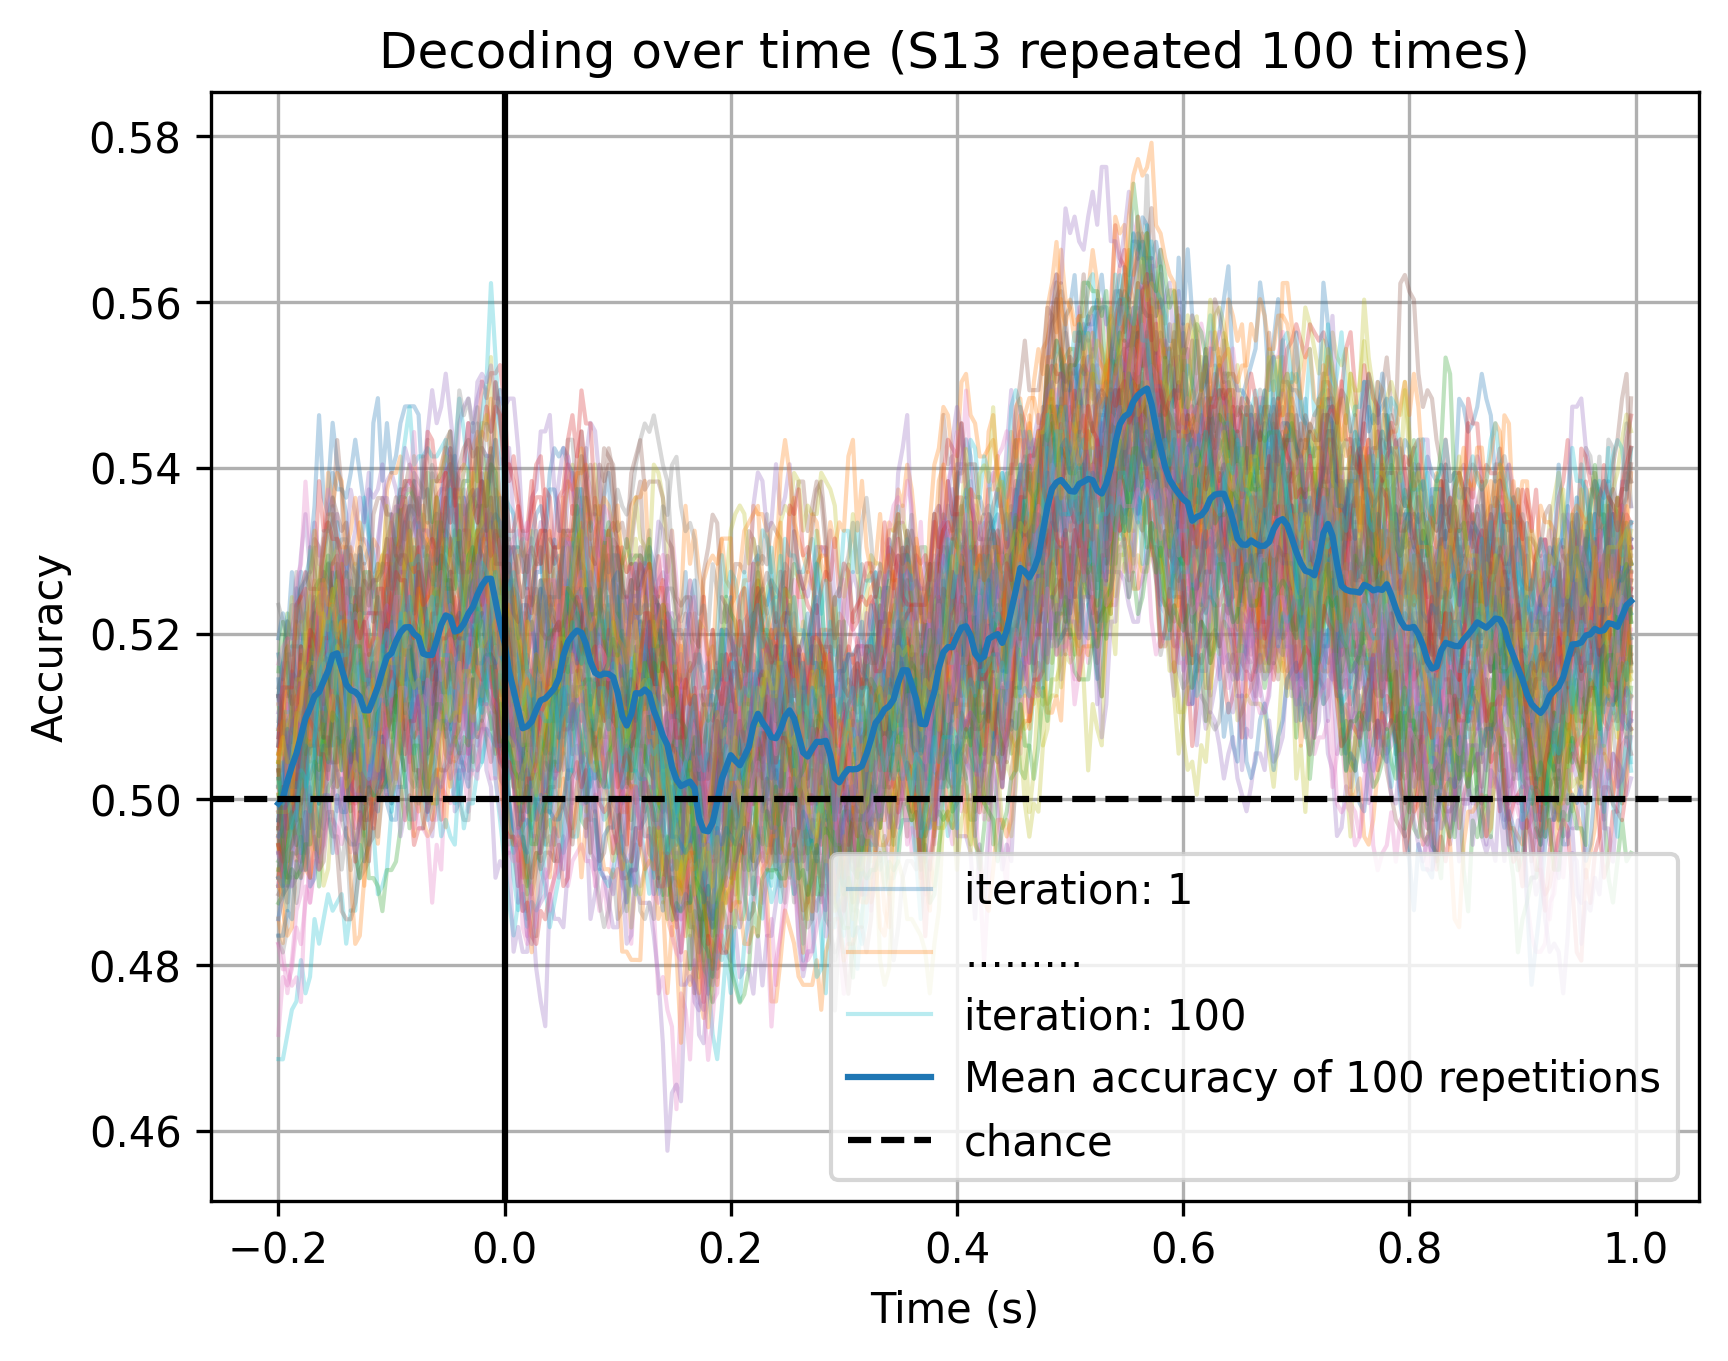 Decoding over time (S13 repeated 100 times)
Accuracy
0.58
0.56
0.54
0.52
0.50
0.48
0.46
iteration: 1
.........
iteration: 100
Mean accuracy of 100 repetitions
chance
−0.2 0.0 0.2 0.4 0.6 0.8 1.0
Time (s)